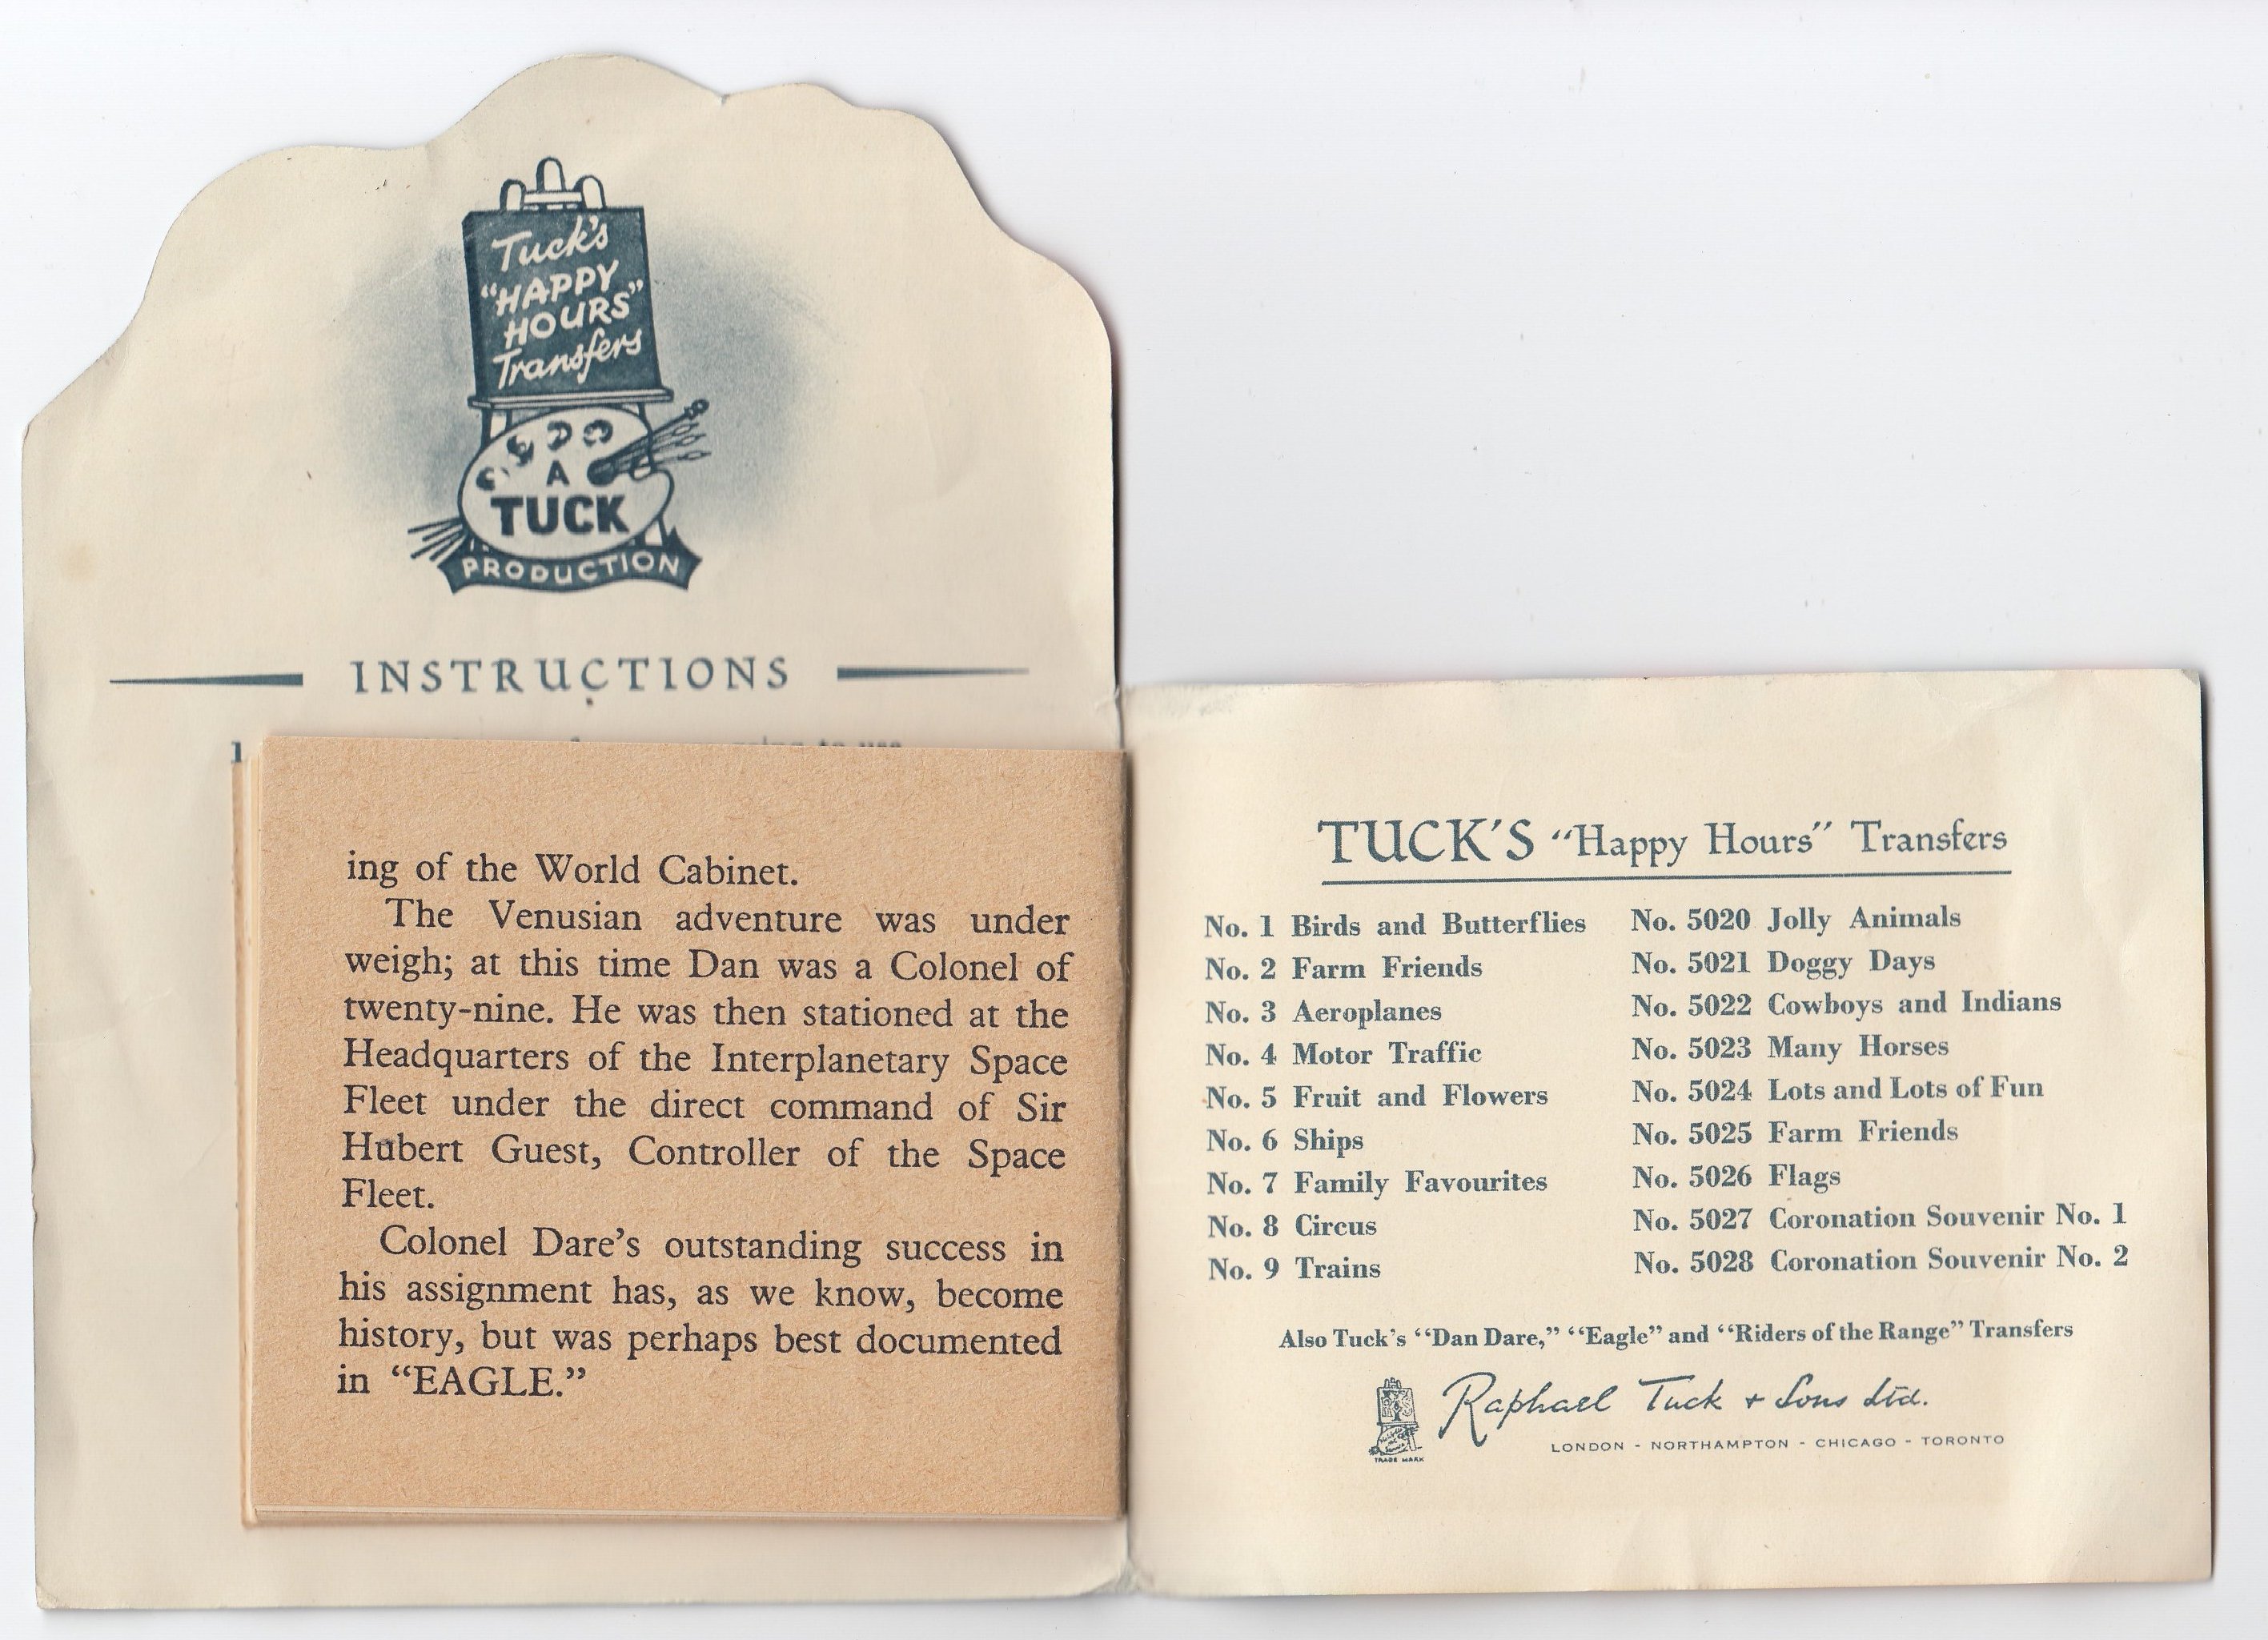 Tuck's
"HAPPY
HOURS"
Transfers
A
TUCK
PRODUCTION
INSTRUCTIONS
1
going to use
ing of the World Cabinet.
The Venusian adventure was under
weigh; at this time Dan was a Colonel of
twenty-nine. He was then stationed at the
Headquarters of the Interplanetary Space
Fleet under the direct command of Sir
Hubert Guest, Controller of the Space
Fleet.
Colonel Dare's outstanding success in
his assignment has, as we know, become
history, but was perhaps best documented
in "EAGLE."
TUCK'S "Happy Hours" Transfers
No. 1 Birds and Butterflies
No. 2 Farm Friends
No. 3 Aeroplanes
No. 4 Motor Traffic
No. 5 Fruit and Flowers
No. 6 Ships
No. 7 Family Favourites
No. 8 Circus
No. 9 Trains
No. 5020 Jolly Animals
No. 5021 Doggy Days
No. 5022 Cowboys and Indians
No. 5023 Many Horses
No. 5024 Lots and Lots of Fun
No. 5025 Farm Friends
No. 5026 Flags
No. 5027 Coronation Souvenir No. 1
No. 5028 Coronation Souvenir No. 2
Also Tuck's "Dan Dare," "Eagle" and "Riders of the Range" Transfers
Raphael Tuck + Sons Ltd.
LONDON - NORTHAMPTON - CHICAGO - TORONTO
TRADE MARK